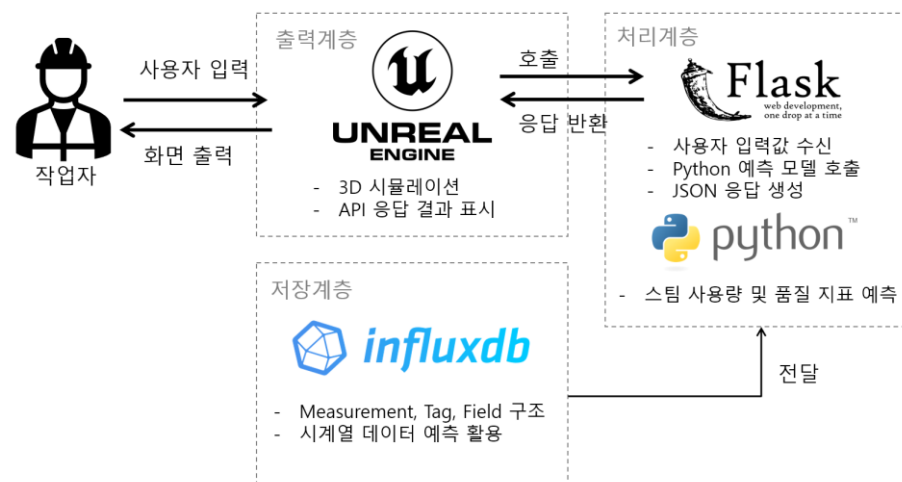 작업자
사용자 입력
화면 출력
출력계층
UNREAL
ENGINE
- 3D 시뮬레이션
- API 응답 결과 표시
호출
응답 반환
처리계층
Flask
web development,
one drop at a time
- 사용자 입력값 수신
- Python 예측 모델 호출
- JSON 응답 생성
python™
- 스팀 사용량 및 품질 지표 예측
저장계층
influxdb
- Measurement, Tag, Field 구조
- 시계열 데이터 예측 활용
전달